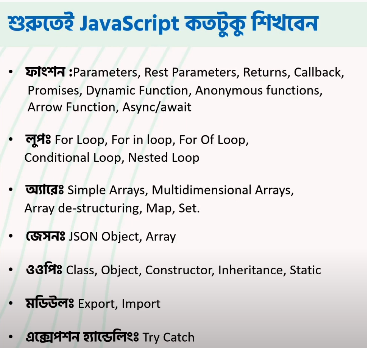 শুরুতেই JavaScript কতটুকু শিখবেন
• ফাংশন :Parameters, Rest Parameters, Returns, Callback,
Promises, Dynamic Function, Anonymous functions,
Arrow Function, Async/await
• লুপঃ For Loop, For in loop, For Of Loop,
Conditional Loop, Nested Loop
• অ্যারেঃ Simple Arrays, Multidimensional Arrays,
Array de-structuring, Map, Set.
• জেসনঃ JSON Object, Array
• ওওপিঃ Class, Object, Constructor, Inheritance, Static
• মডিউলঃ Export, Import
• এক্সেপশন হ্যান্ডেলিংঃ Try Catch